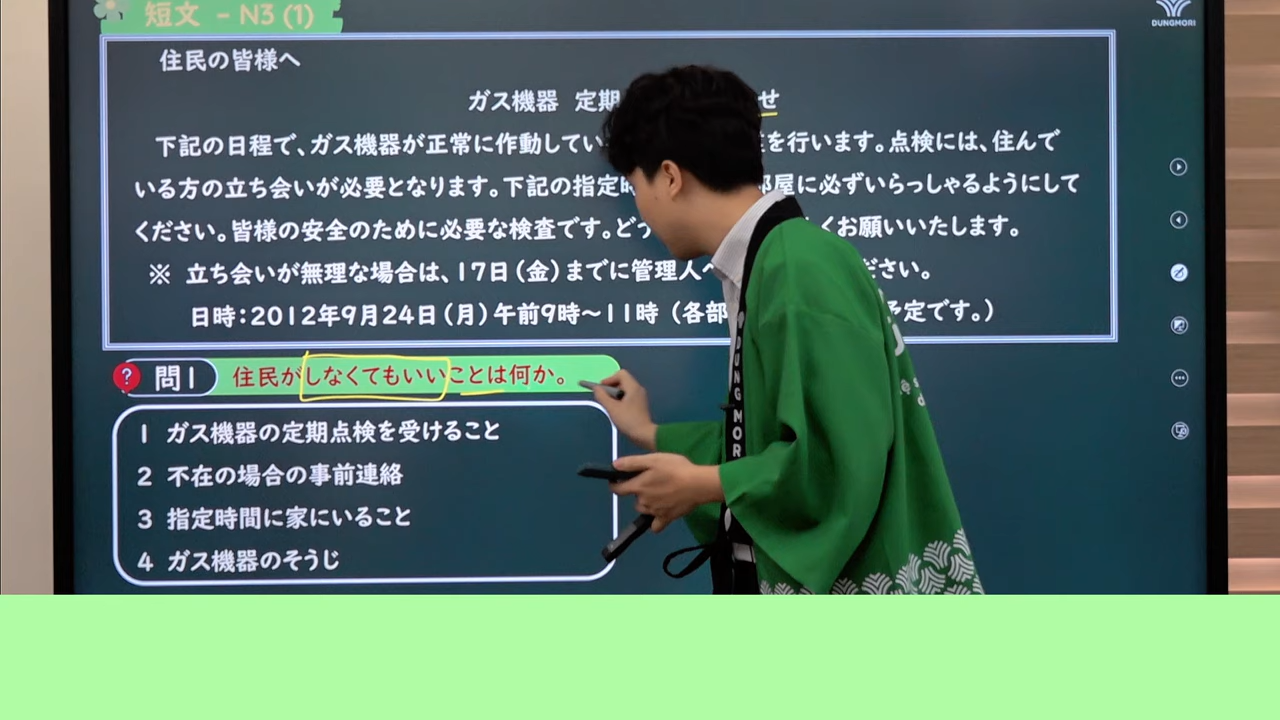 短文 - N3 (1)
DUNGMORI
住民の皆様へ
ガス機器 定期 せ
下記の日程で、ガス機器が正常に作動してい を行います。点検には、住んで
いる方の立ち会いが必要となります。下記の指定時 部屋に必ずいらっしゃるようにして
ください。皆様の安全のために必要な検査です。どう くお願いいたします。
※ 立ち会いが無理な場合は、17日(金)までに管理人へ ださい。
日時:2012年9月24日(月)午前9時〜11時(各部 予定です。)
? 問1 住民がしなくてもいいことは何か。
1 ガス機器の定期点検を受けること
2 不在の場合の事前連絡
3 指定時間に家にいること
4 ガス機器のそうじ
DUNG MOR